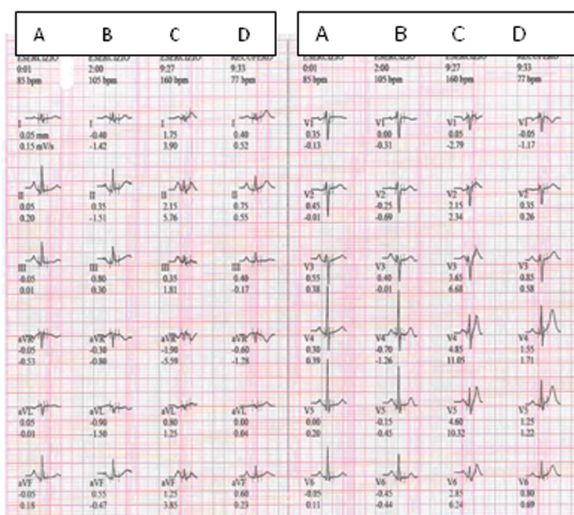 A B C D A B C D
ESERCIZIO ESERCIZIO ESERCIZIO RECUPERO ESERCIZIO ESERCIZIO ESERCIZIO RECUPERO
0:01 2:00 9:27 9:33 0:01 2:00 9:27 9:33
85 bpm 105 bpm 160 bpm 77 bpm 85 bpm 105 bpm 160 bpm 77 bpm
I I I I V1 V1 V1 V1
0.05 mm -0.40 1.75 0.40 0.35 0.00 0.05 -0.05
0.15 mV/s -1.42 3.90 0.52 -0.13 -0.31 -2.79 -1.17
II II II II V2 V2 V2 V2
0.05 0.35 2.15 0.75 0.45 -0.25 2.15 0.35
0.20 -1.51 5.76 0.55 -0.01 -0.69 2.34 0.26
III III III III V3 V3 V3 V3
-0.05 0.80 0.35 0.40 0.55 0.40 3.65 0.85
0.01 0.30 1.81 -0.17 0.38 -0.01 6.68 0.58
aVR aVR aVR aVR V4 V4 V4 V4
-0.05 -0.30 -1.90 -0.60 0.30 -0.70 4.85 1.55
-0.53 -0.80 -5.59 -1.28 0.39 -1.26 11.05 1.71
aVL aVL aVL aVL V5 V5 V5 V5
0.05 -0.90 0.80 0.00 0.00 -0.15 4.60 1.25
-0.01 -1.50 1.25 0.04 0.20 -0.45 10.32 1.22
aVF aVF aVF aVF V6 V6 V6 V6
-0.05 0.55 1.25 0.60 -0.05 -0.45 2.85 0.80
0.18 -0.47 3.85 0.23 0.11 -0.44 6.24 0.69